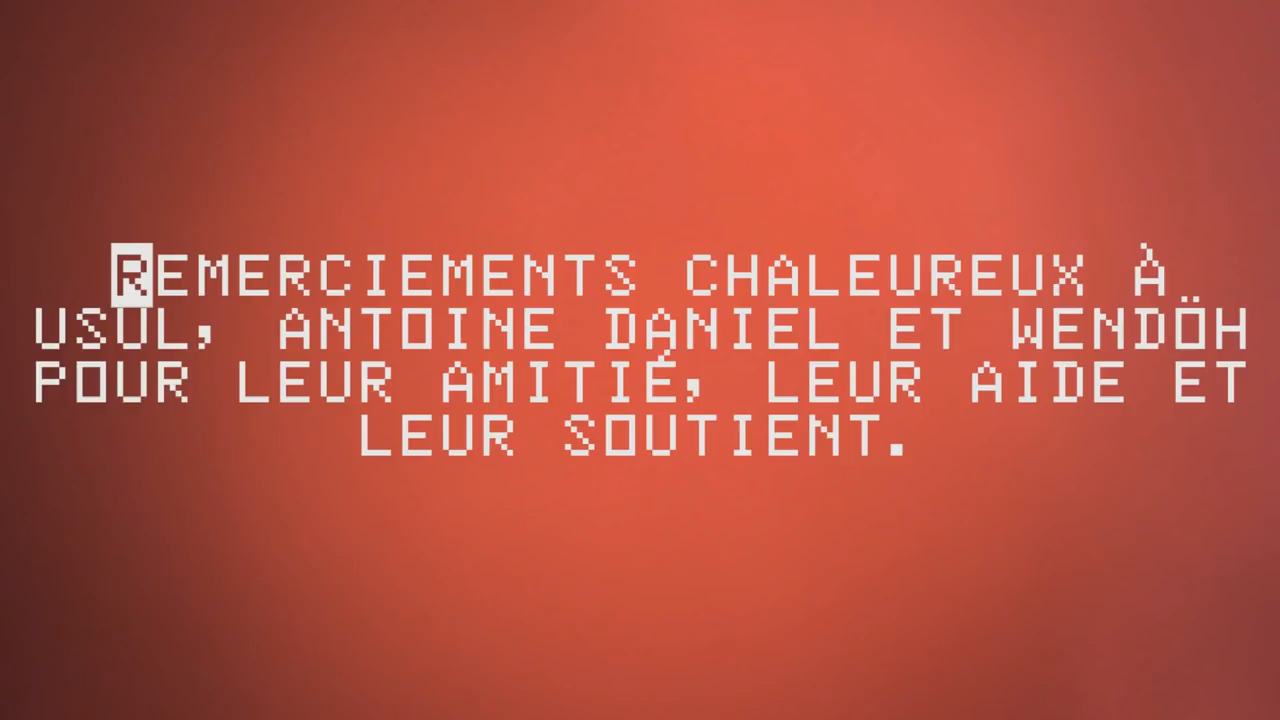 REMERCIEMENTS CHALEUREUX À
USUL, ANTOINE DANIEL ET WENDÖH
POUR LEUR AMITIÉ, LEUR AIDE ET
LEUR SOUTIENT.